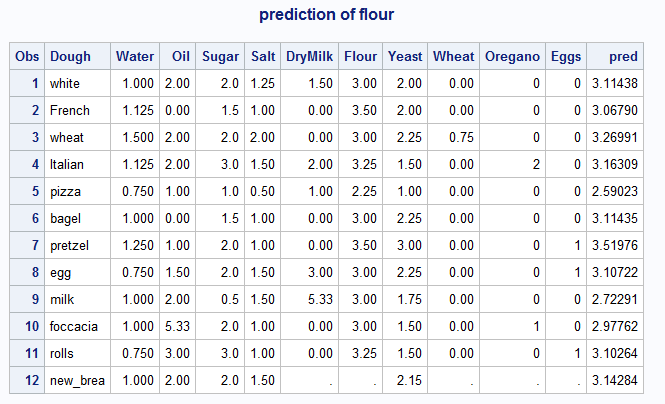 prediction of flour
Obs Dough Water Oil Sugar Salt DryMilk Flour Yeast Wheat Oregano Eggs pred
1 white 1.000 2.00 2.0 1.25 1.50 3.00 2.00 0.00 0 0 3.11438
2 French 1.125 0.00 1.5 1.00 0.00 3.50 2.00 0.00 0 0 3.06790
3 wheat 1.500 2.00 2.0 2.00 0.00 3.00 2.25 0.75 0 0 3.26991
4 Italian 1.125 2.00 3.0 1.50 2.00 3.25 1.50 0.00 2 0 3.16309
5 pizza 0.750 1.00 1.0 0.50 1.00 2.25 1.00 0.00 0 0 2.59023
6 bagel 1.000 0.00 1.5 1.00 0.00 3.00 2.25 0.00 0 0 3.11435
7 pretzel 1.250 1.00 2.0 1.00 0.00 3.50 3.00 0.00 0 1 3.51976
8 egg 0.750 1.50 2.0 1.50 3.00 3.00 2.25 0.00 0 1 3.10722
9 milk 1.000 2.00 0.5 1.50 5.33 3.00 1.75 0.00 0 0 2.72291
10 foccacia 1.000 5.33 2.0 1.00 0.00 3.00 1.50 0.00 1 0 2.97762
11 rolls 0.750 3.00 3.0 1.00 0.00 3.25 1.50 0.00 0 1 3.10264
12 new_brea 1.000 2.00 2.0 1.50 . . 2.15 . . . 3.14284